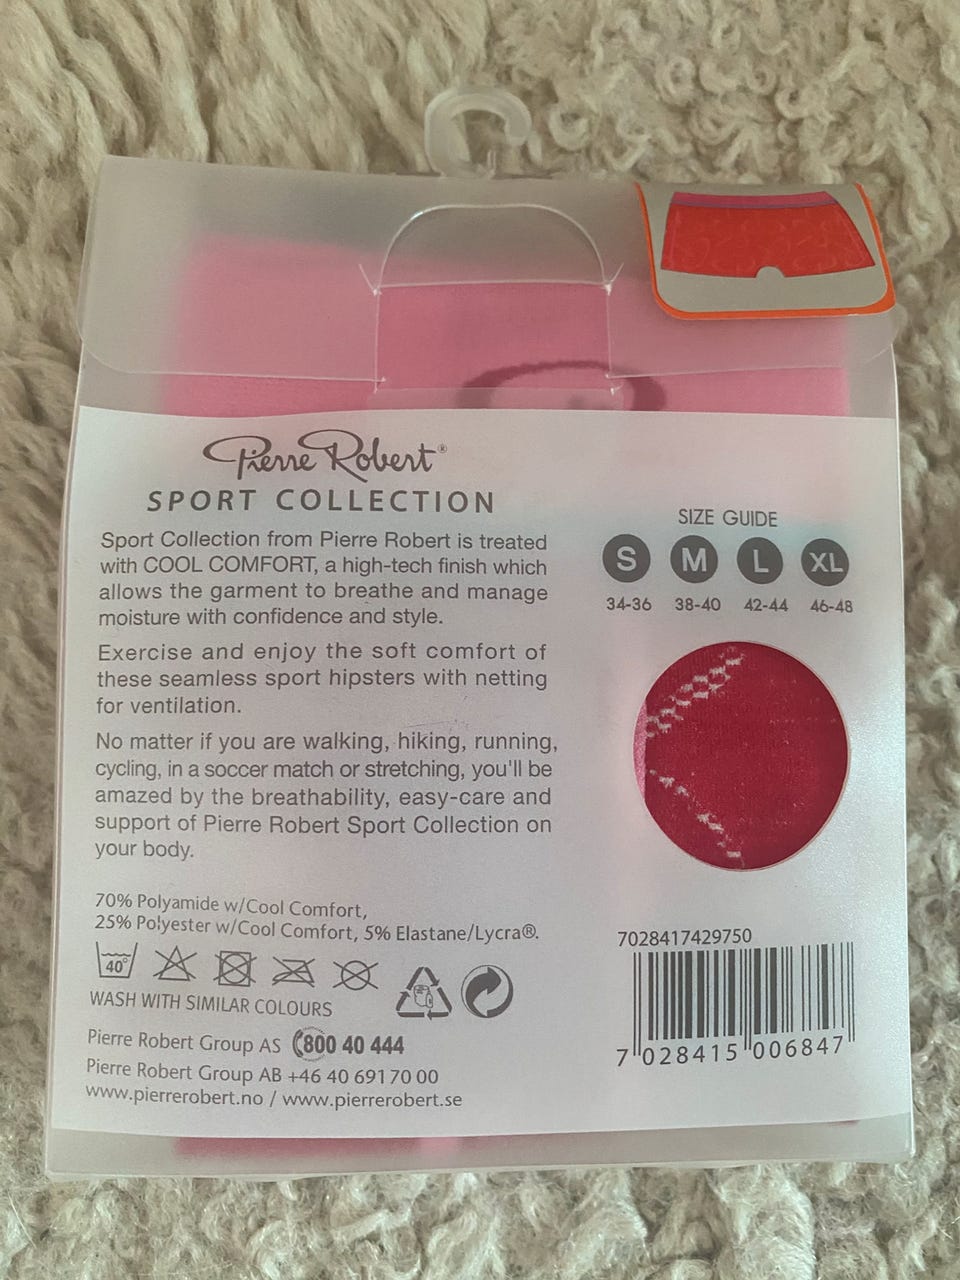 Pierre Robert®
SPORT COLLECTION
Sport Collection from Pierre Robert is treated
with COOL COMFORT, a high-tech finish which
allows the garment to breathe and manage
moisture with confidence and style.
Exercise and enjoy the soft comfort of
these seamless sport hipsters with netting
for ventilation.
No matter if you are walking, hiking, running,
cycling, in a soccer match or stretching, you'll be
amazed by the breathability, easy-care and
support of Pierre Robert Sport Collection on
your body.
70% Polyamide w/Cool Comfort,
25% Polyester w/Cool Comfort, 5% Elastane/Lycra®.
40°
WASH WITH SIMILAR COLOURS
Pierre Robert Group AS 800 40 444
Pierre Robert Group AB +46 40 691 70 00
www.pierrerobert.no / www.pierrerobert.se
SIZE GUIDE
S M L XL
34-36 38-40 42-44 46-48
7028417429750
7 028415 006847